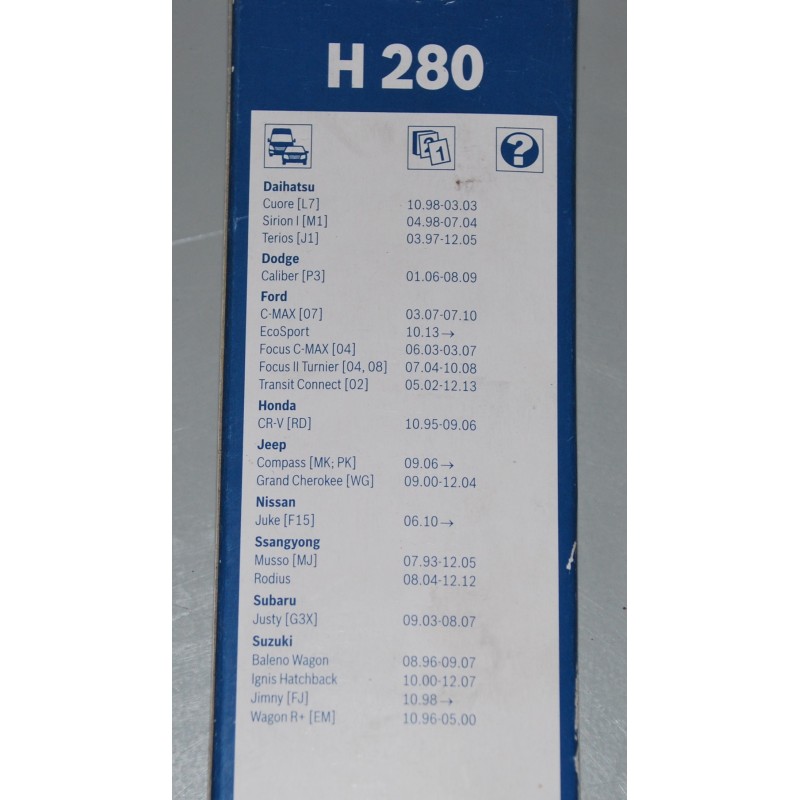 H 280
21
?
Daihatsu
Cuore [L7] 10.98-03.03
Sirion I [M1] 04.98-07.04
Terios [J1] 03.97-12.05
Dodge
Caliber [P3] 01.06-08.09
Ford
C-MAX [07] 03.07-07.10
EcoSport 10.13→
Focus C-MAX [04] 06.03-03.07
Focus II Turnier [04, 08] 07.04-10.08
Transit Connect [02] 05.02-12.13
Honda
CR-V [RD] 10.95-09.06
Jeep
Compass [MK; PK] 09.06→
Grand Cherokee [WG] 09.00-12.04
Nissan
Juke [F15] 06.10→
Ssangyong
Musso [MJ] 07.93-12.05
Rodius 08.04-12.12
Subaru
Justy [G3X] 09.03-08.07
Suzuki
Baleno Wagon 08.96-09.07
Ignis Hatchback 10.00-12.07
Jimny [FJ] 10.98→
Wagon R+ [EM] 10.96-05.00